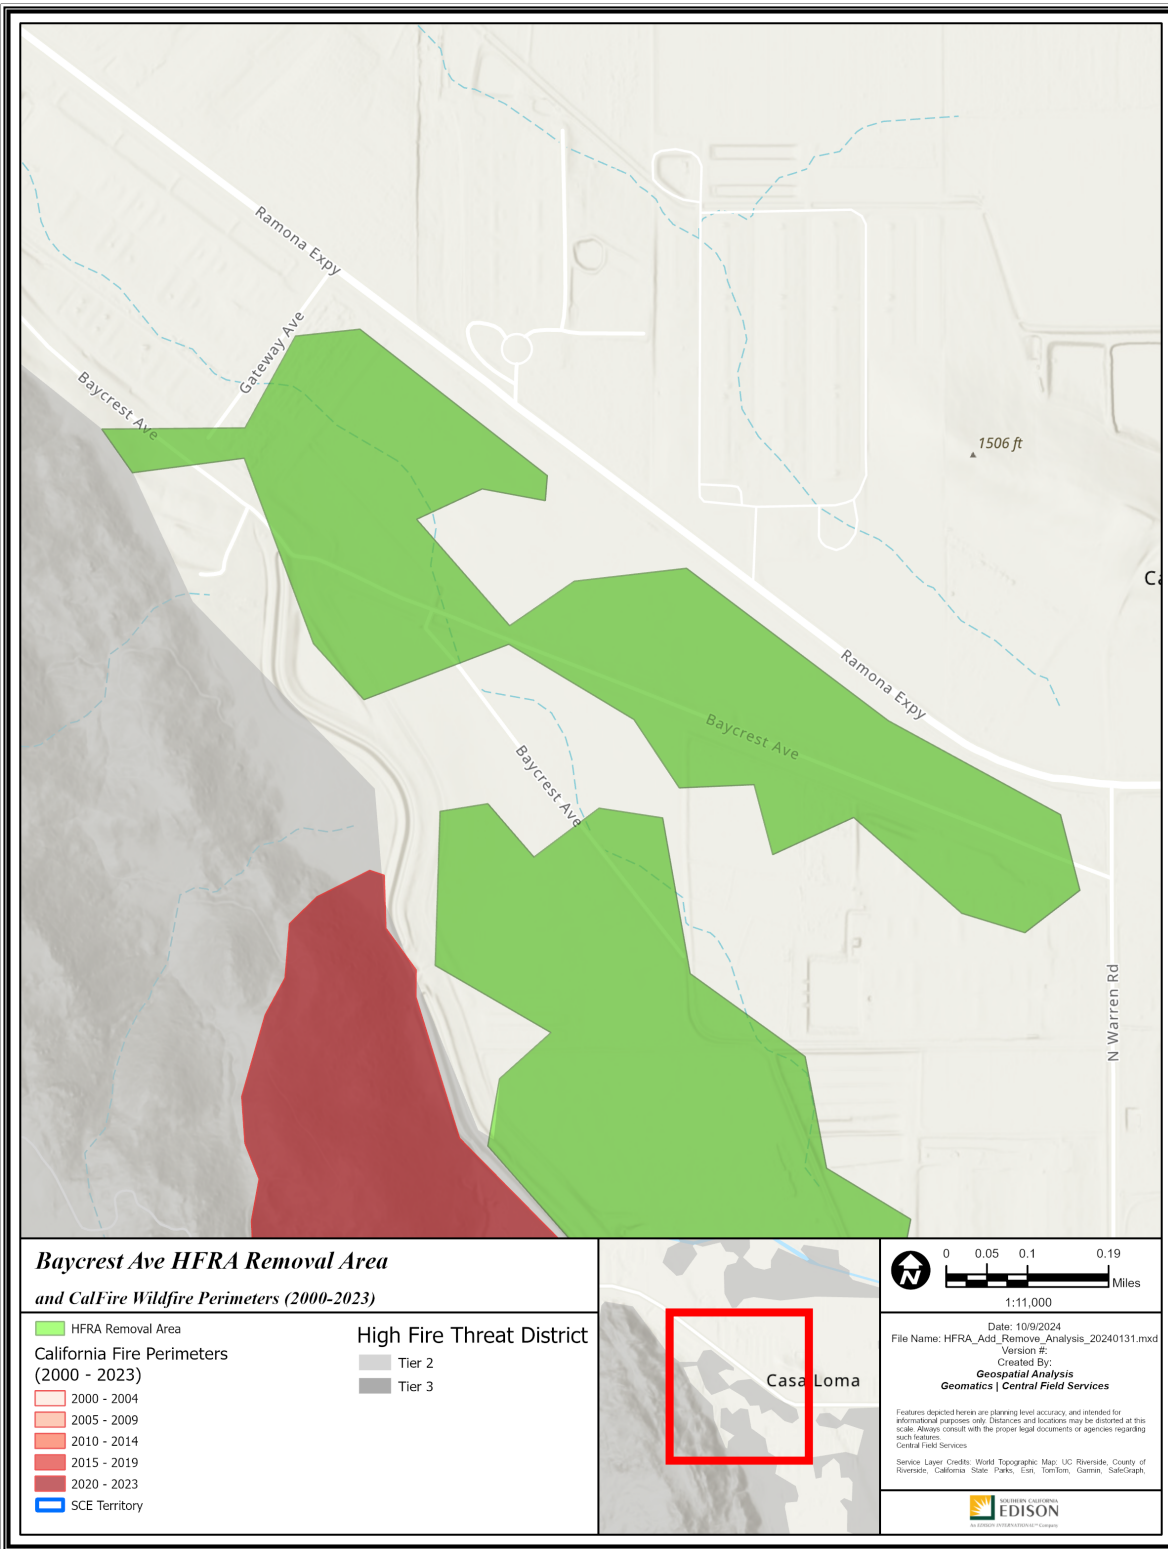 Ramona Expy
Gateway Ave
Baycrest Ave
1506 ft
Ca
Ramona Expy
Baycrest Ave
Baycrest Ave
N Warren Rd
Baycrest Ave HFRA Removal Area
and CalFire Wildfire Perimeters (2000-2023)
HFRA Removal Area
California Fire Perimeters
(2000 - 2023)
2000 - 2004
2005 - 2009
2010 - 2014
2015 - 2019
2020 - 2023
SCE Territory
High Fire Threat District
Tier 2
Tier 3
Casa Loma
N
0 0.05 0.1 0.19
Miles
1:11,000
Date: 10/9/2024
File Name: HFRA_Add_Remove_Analysis_20240131.mxd
Version #:
Created By:
Geospatial Analysis
Geomatics | Central Field Services
Features depicted herein are planning level accuracy, and intended for
informational purposes only. Distances and locations may be distorted at this
scale. Always consult with the proper legal documents or agencies regarding
such features.
Central Field Services
Service Layer Credits: World Topographic Map: UC Riverside, County of
Riverside, California State Parks, Esri, TomTom, Garmin, SafeGraph,
SOUTHERN CALIFORNIA
EDISON
An EDISON INTERNATIONAL™ Company